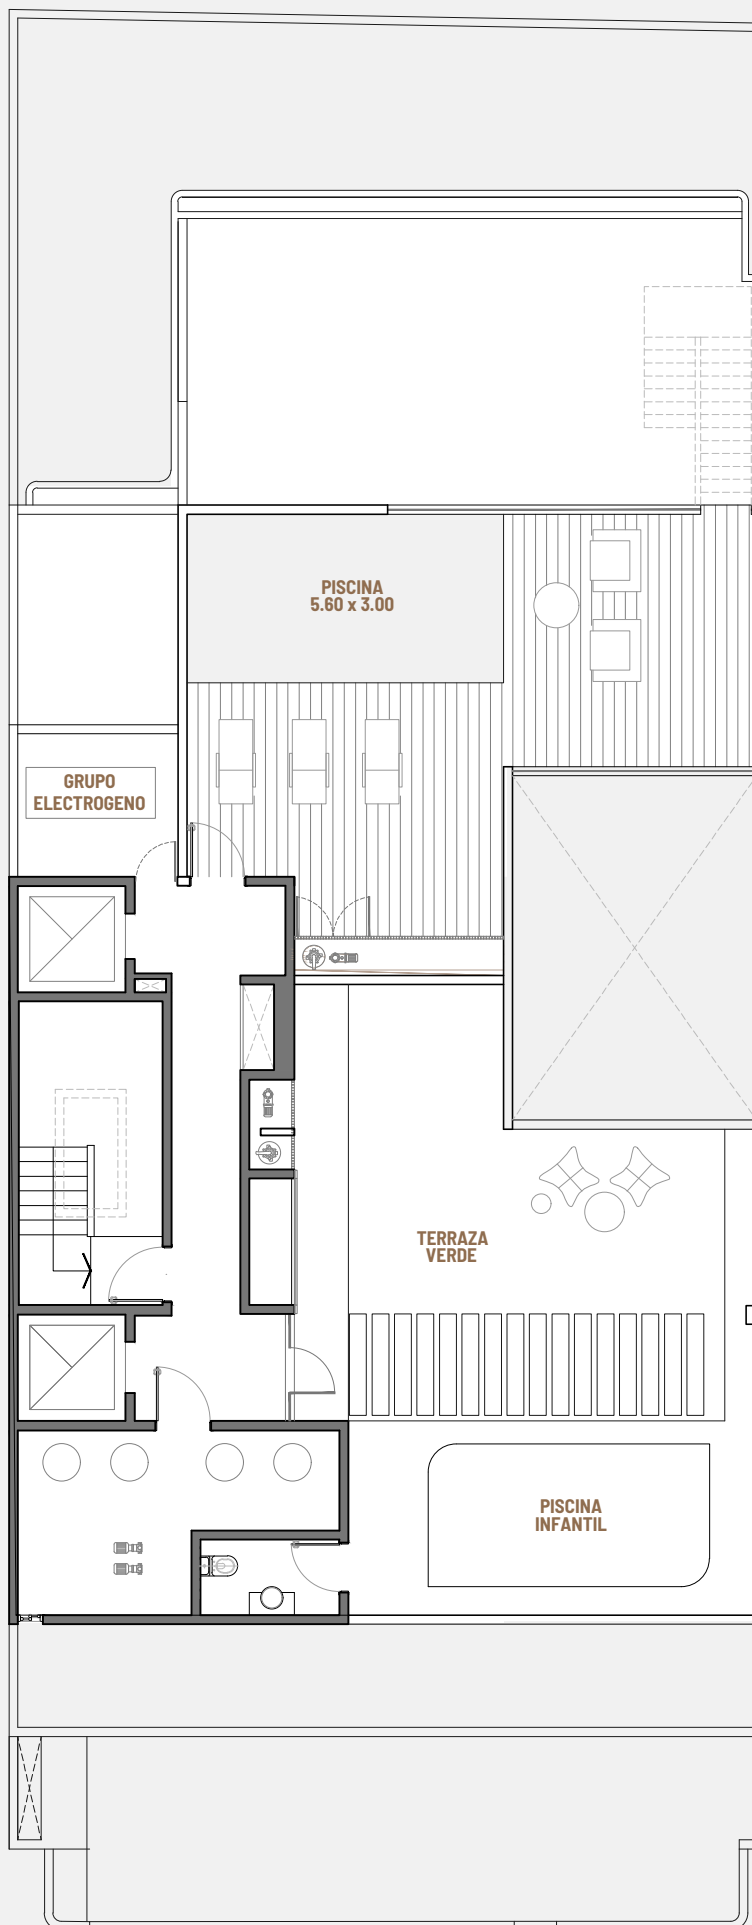 PISCINA
5.60 x 3.00
GRUPO
ELECTROGENO
TERRAZA
VERDE
PISCINA
INFANTIL